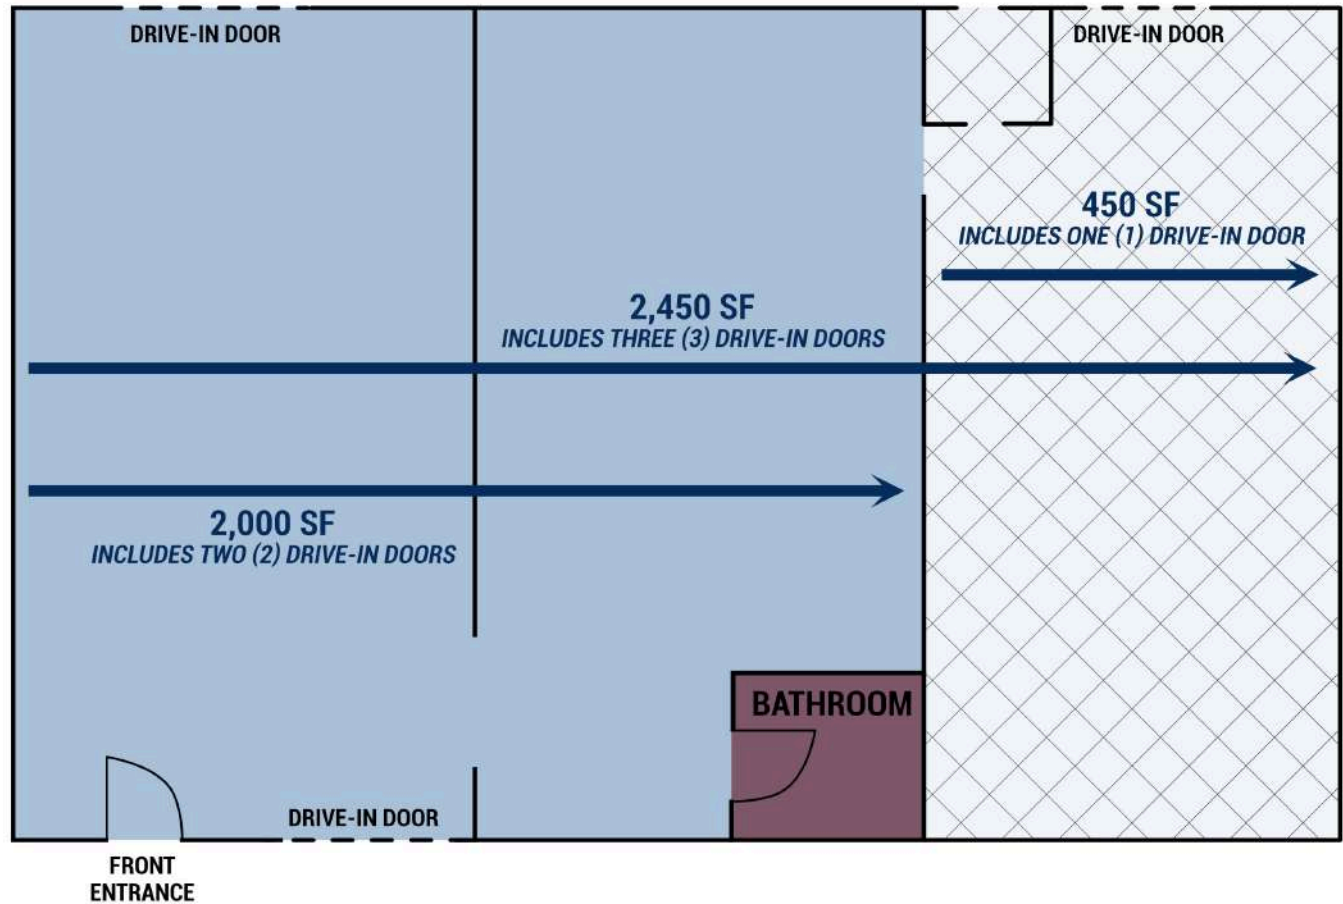 DRIVE-IN DOOR
DRIVE-IN DOOR
450 SF
INCLUDES ONE (1) DRIVE-IN DOOR
2,450 SF
INCLUDES THREE (3) DRIVE-IN DOORS
2,000 SF
INCLUDES TWO (2) DRIVE-IN DOORS
BATHROOM
DRIVE-IN DOOR
FRONT
ENTRANCE